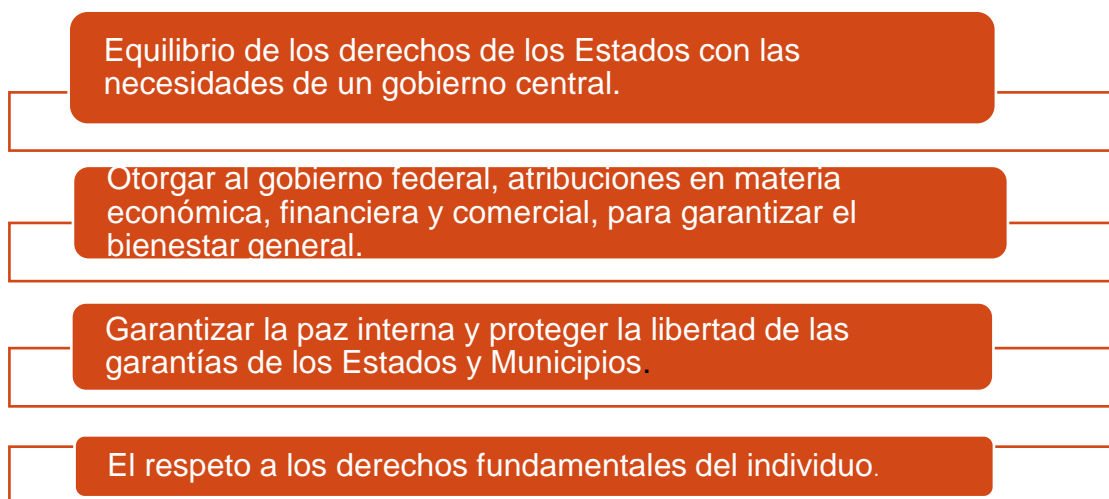 Equilibrio de los derechos de los Estados con las
necesidades de un gobierno central.
Otorgar al gobierno federal, atribuciones en materia
económica, financiera y comercial, para garantizar el
bienestar general.
Garantizar la paz interna y proteger la libertad de las
garantías de los Estados y Municipios.
El respeto a los derechos fundamentales del individuo.